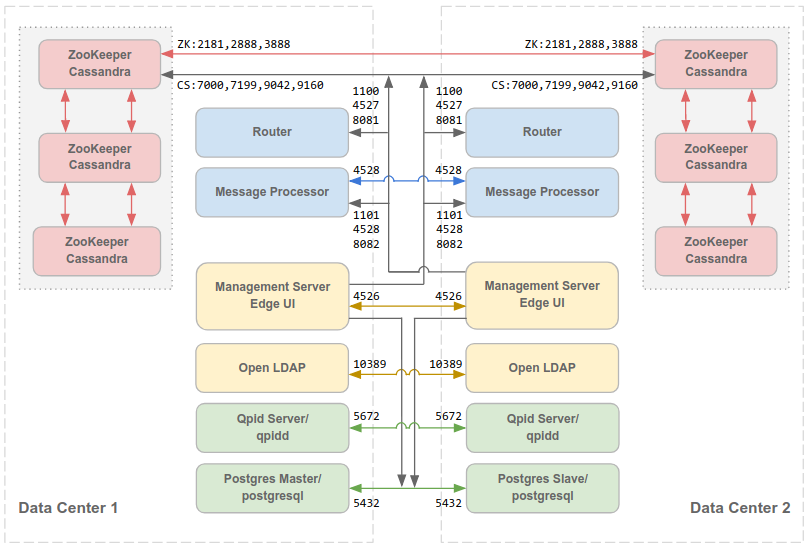 ZK:2181,2888,3888
ZK:2181,2888,3888
ZooKeeper
Cassandra
ZooKeeper
Cassandra
CS:7000,7199,9042,9160
CS:7000,7199,9042,9160
1100
4527
8081
1100
4527
8081
Router
Router
ZooKeeper
Cassandra
ZooKeeper
Cassandra
Message Processor
4528
4528
Message Processor
1101
4528
8082
1101
4528
8082
ZooKeeper
Cassandra
ZooKeeper
Cassandra
Management Server
Edge UI
4526
4526
Management Server
Edge UI
Open LDAP
10389
10389
Open LDAP
Qpid Server/
qpidd
5672
5672
Qpid Server/
qpidd
Postgres Master/
postgresql
5432
5432
Postgres Slave/
postgresql
Data Center 1
Data Center 2